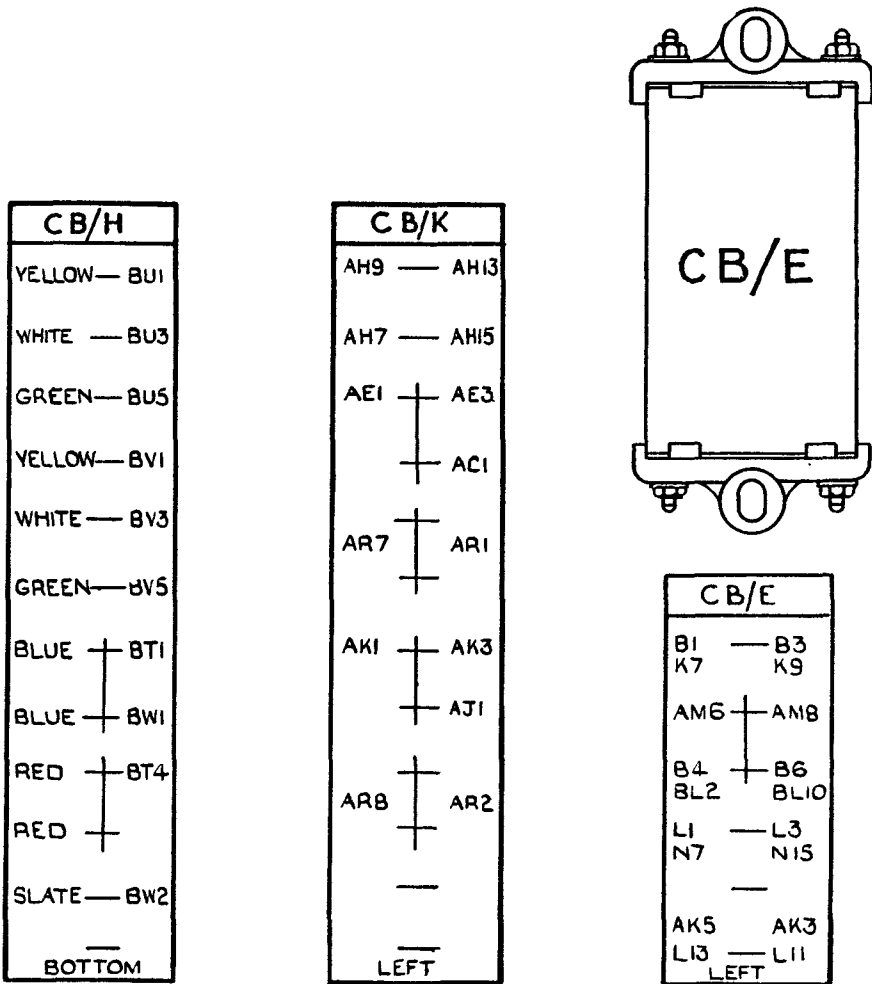 CB/H
YELLOW — BU1
WHITE — BU3
GREEN — BU5
YELLOW — BV1
WHITE — BV3
GREEN — BV5
BLUE BT1
BLUE BW1
RED BT4
RED
SLATE — BW2
BOTTOM
CB/K
AH9 — AH13
AH7 — AH15
AE1 AE3
AC1
AR7 AR1
AK1 AK3
AJ1
AR8 AR2
LEFT
CB/E
CB/E
B1 — B3
K7 K9
AM6 AM8
B4 B6
BL2 BL10
L1 — L3
N7 N15
AK5 AK3
L13 — L11
LEFT